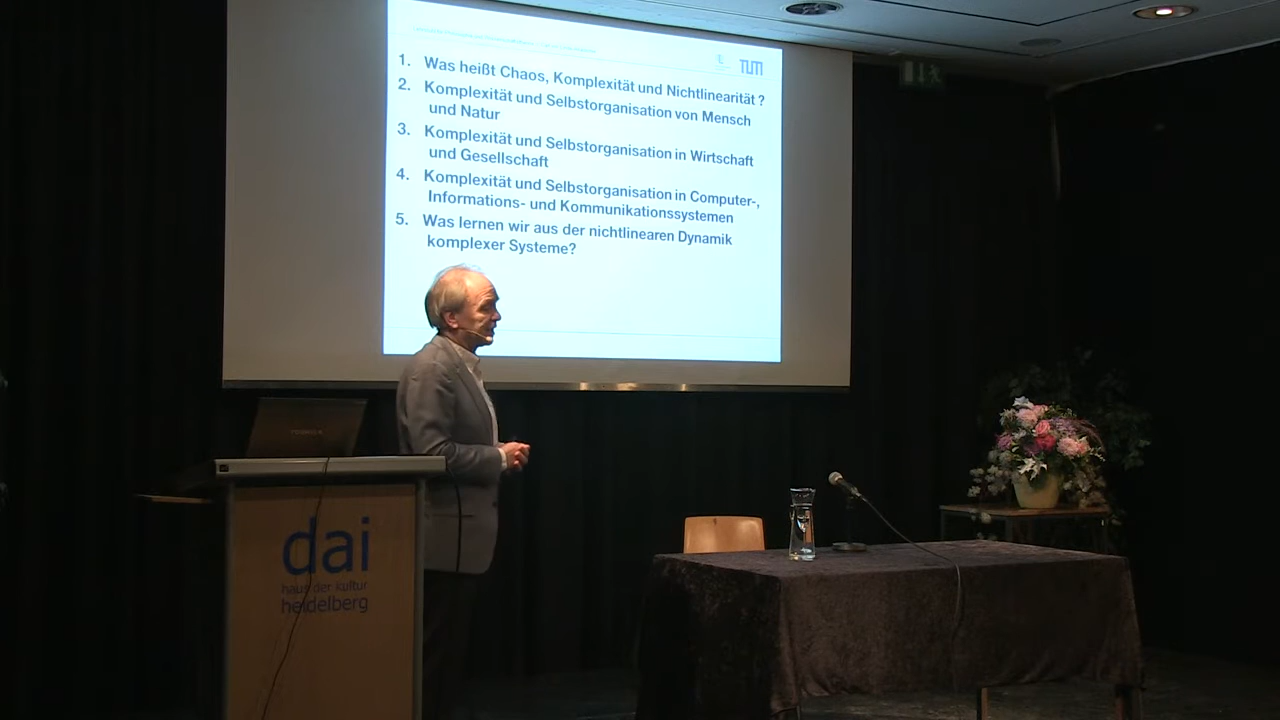 TUM
1. Was heißt Chaos, Komplexität und Nichtlinearität ?
2. Komplexität und Selbstorganisation von Mensch
und Natur
3. Komplexität und Selbstorganisation in Wirtschaft
und Gesellschaft
4. Komplexität und Selbstorganisation in Computer-,
Informations- und Kommunikationssystemen
5. Was lernen wir aus der nichtlinearen Dynamik
komplexer Systeme?
dai
haus der kultur
heidelberg